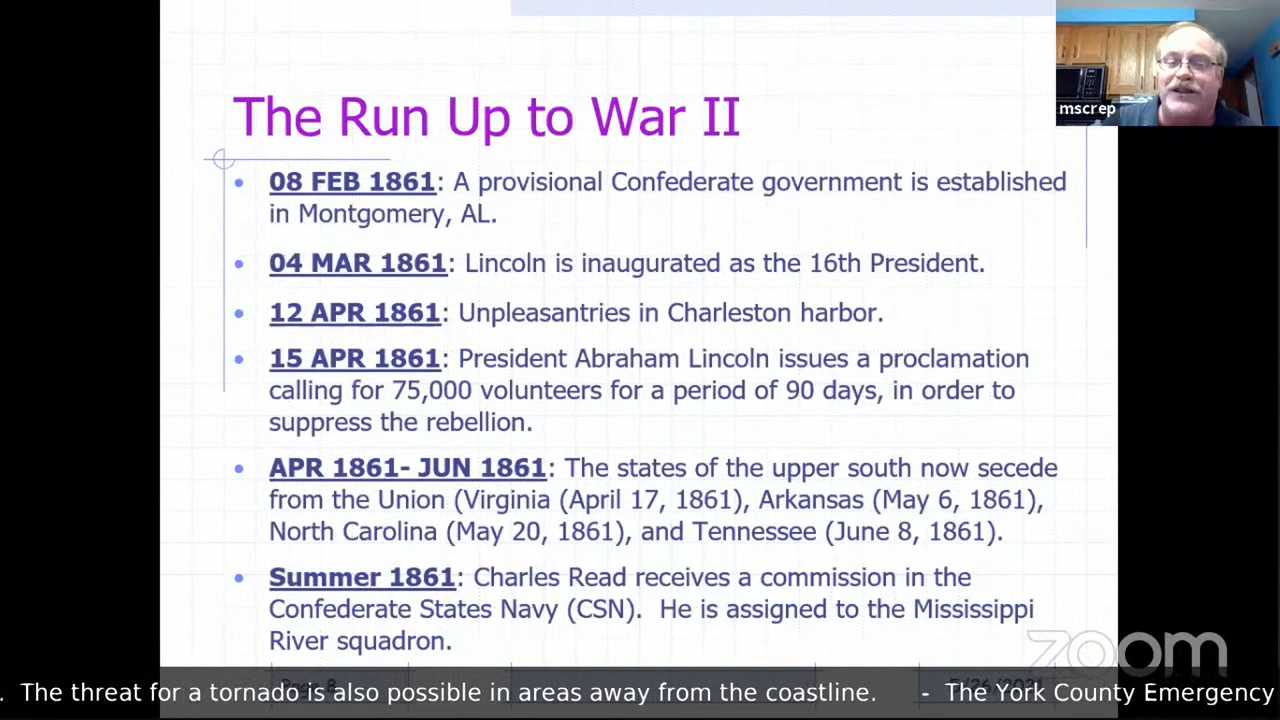 The Run Up to War II
mscrep
08 FEB 1861: A provisional Confederate government is established
in Montgomery, AL.
04 MAR 1861: Lincoln is inaugurated as the 16th President.
12 APR 1861: Unpleasantries in Charleston harbor.
15 APR 1861: President Abraham Lincoln issues a proclamation
calling for 75,000 volunteers for a period of 90 days, in order to
suppress the rebellion.
APR 1861- JUN 1861: The states of the upper south now secede
from the Union (Virginia (April 17, 1861), Arkansas (May 6, 1861),
North Carolina (May 20, 1861), and Tennessee (June 8, 1861).
Summer 1861: Charles Read receives a commission in the
Confederate States Navy (CSN). He is assigned to the Mississippi
River squadron.
zoom
. The threat for a tornado is also possible in areas away from the coastline. - The York County Emergency